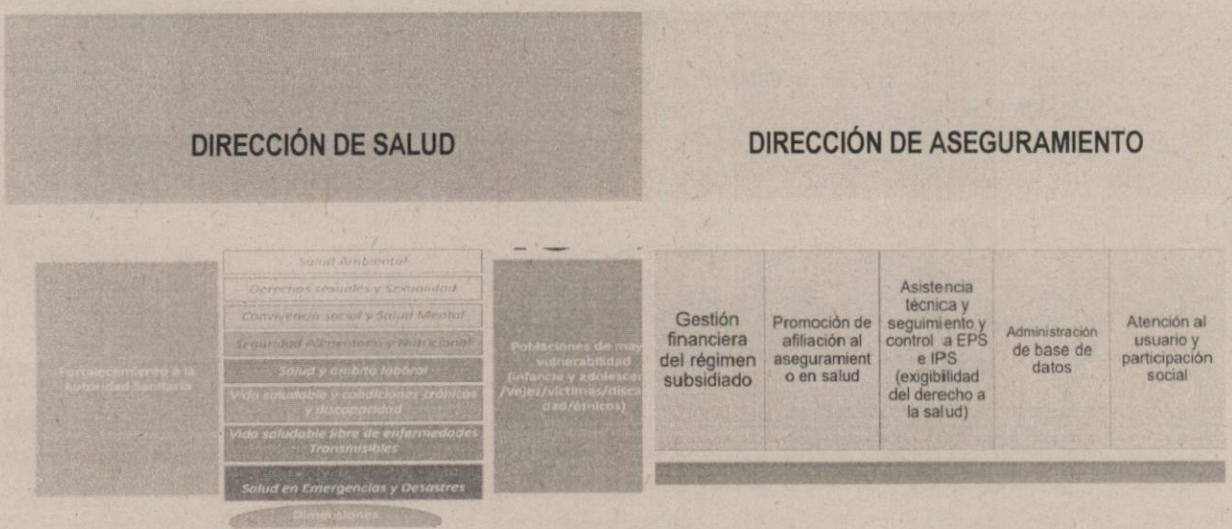 DIRECCIÓN DE SALUD
DIRECCIÓN DE ASEGURAMIENTO
Fortalecimiento a la
Autoridad Sanitaria
Salud Ambiental
Derechos sexuales y Sexualidad
Convivencia social y Salud Mental
Seguridad Alimentaria y Nutricional
Salud y ámbito laboral
Vida saludable y condiciones crónicas
y discapacidad
Vida saludable libre de enfermedades
Transmisibles
Salud en Emergencias y Desastres
Dimensiones
Poblaciones de may
vulnerabilidad
(infancia y adolescen
/Vejez/víctimas/disca
dad/étnicos)
Gestión
financiera
del régimen
subsidiado
Promoción de
afiliación al
aseguramient
o en salud
Asistencia
técnica y
seguimiento y
control a EPS
e IPS
(exigibilidad
del derecho a
la salud)
Administración
de base de
datos
Atención al
usuario y
participación
social